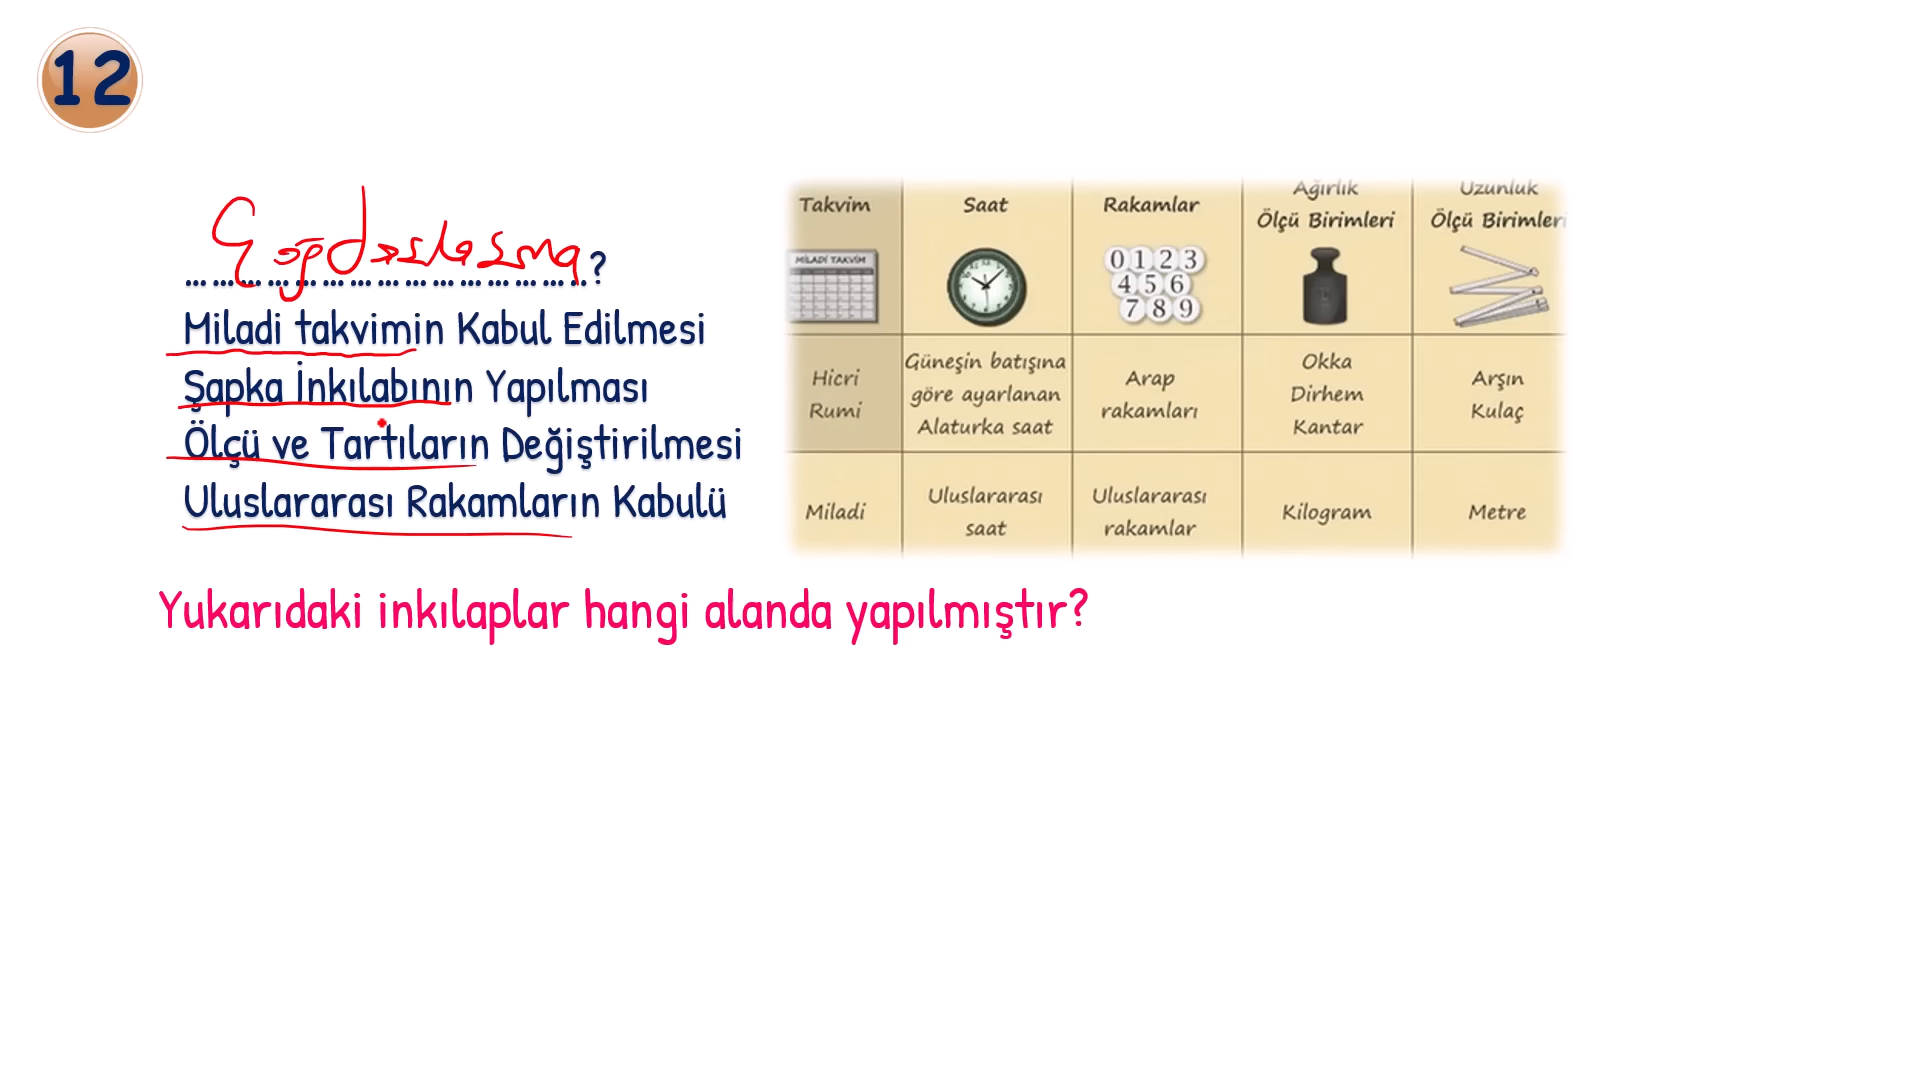 12
Çağdaşlaşma
........................................?
Miladi takvimin Kabul Edilmesi
Şapka İnkılabının Yapılması
Ölçü ve Tartıların Değiştirilmesi
Uluslararası Rakamların Kabulü
Takvim
Saat
Rakamlar
Ağırlık
Ölçü Birimleri
Uzunluk
Ölçü Birimleri
MİLADİ TAKVİM
0 1 2 3
4 5 6
7 8 9
Hicri
Rumi
Güneşin batışına
göre ayarlanan
Alaturka saat
Arap
rakamları
Okka
Dirhem
Kantar
Arşın
Kulaç
Miladi
Uluslararası
saat
Uluslararası
rakamlar
Kilogram
Metre
Yukarıdaki inkılaplar hangi alanda yapılmıştır?